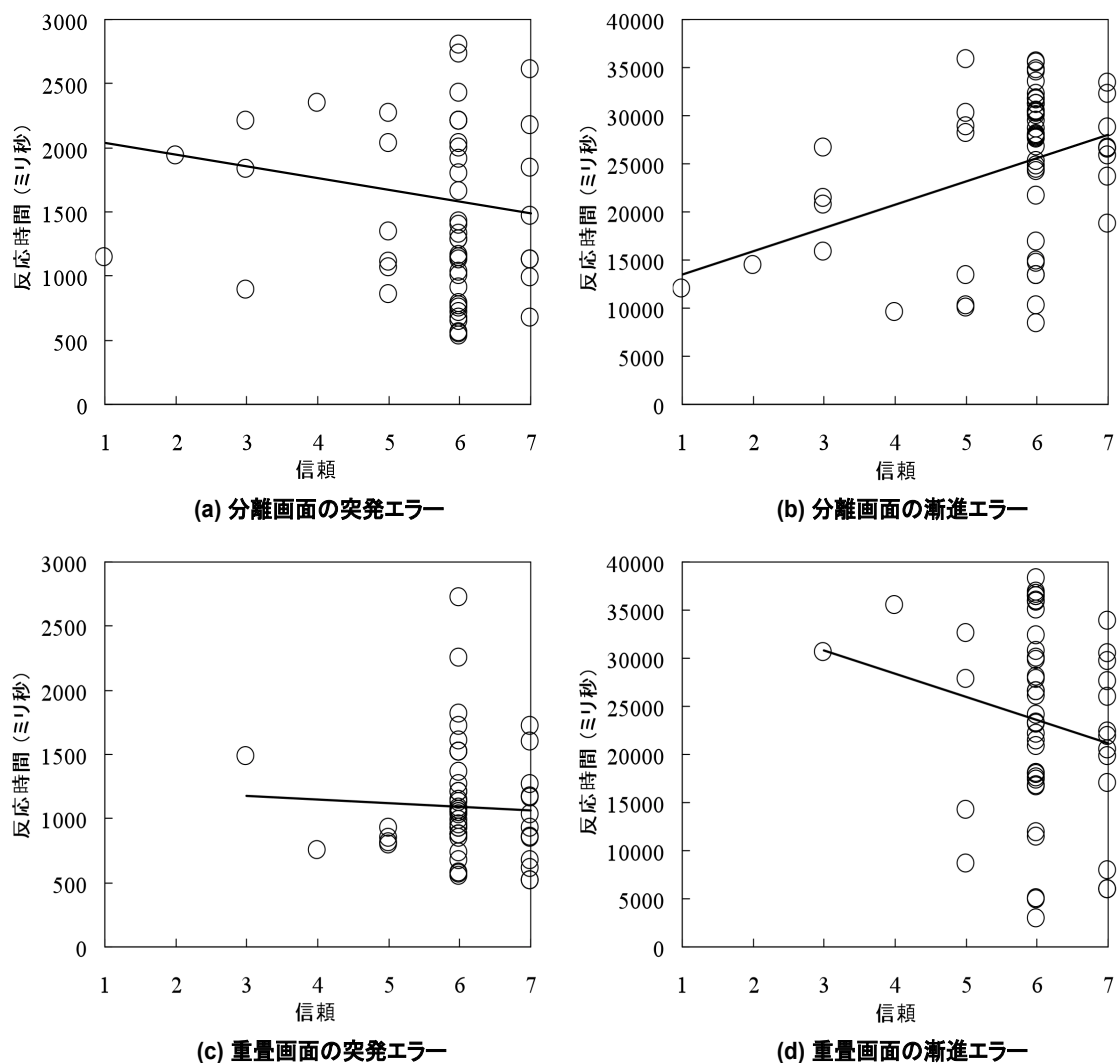 3000
2500
2000
1500
1000
500
0
反応時間 (ミリ秒)
1 2 3 4 5 6 7
信頼
(a) 分離画面の突発エラー
40000
35000
30000
25000
20000
15000
10000
5000
0
反応時間 (ミリ秒)
1 2 3 4 5 6 7
信頼
(b) 分離画面の漸進エラー
3000
2500
2000
1500
1000
500
0
反応時間 (ミリ秒)
1 2 3 4 5 6 7
信頼
(c) 重畳画面の突発エラー
40000
35000
30000
25000
20000
15000
10000
5000
0
反応時間 (ミリ秒)
1 2 3 4 5 6 7
信頼
(d) 重畳画面の漸進エラー